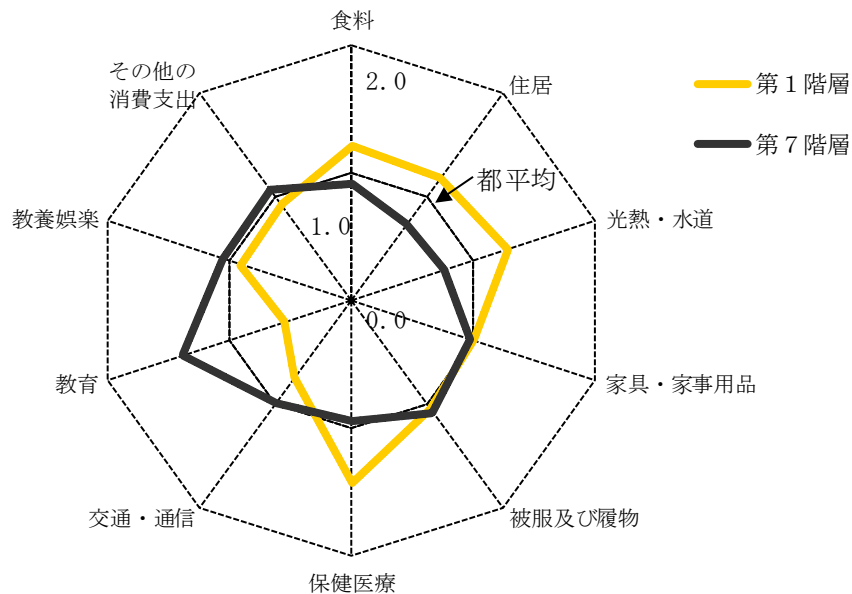 食料
その他の
消費支出
2.0
住居
第１階層
第７階層
都平均
教養娯楽
1.0
光熱・水道
0.0
教育
家具・家事用品
交通・通信
被服及び履物
保健医療